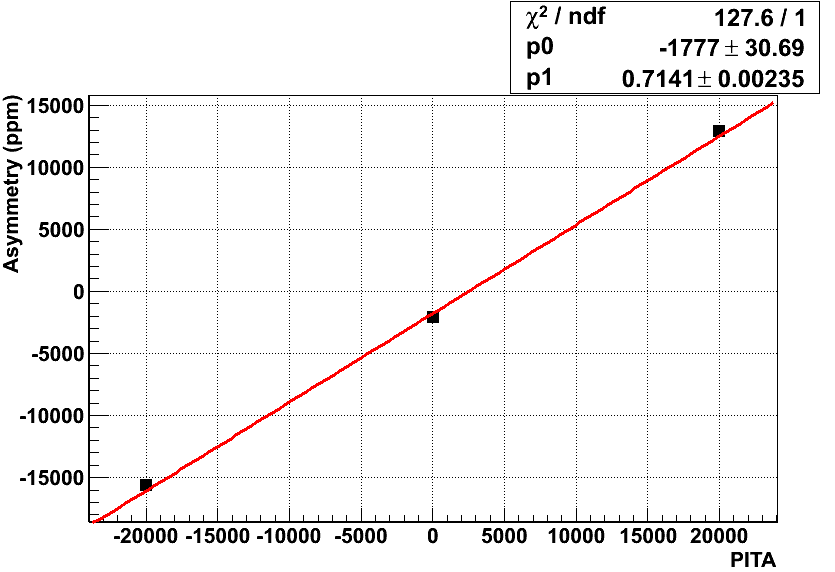 χ² / ndf 127.6 / 1
p0 -1777 ± 30.69
p1 0.7141 ± 0.00235
Asymmetry (ppm)
15000
10000
5000
0
-5000
-10000
-15000
-20000 -15000 -10000 -5000 0 5000 10000 15000 20000
PITA